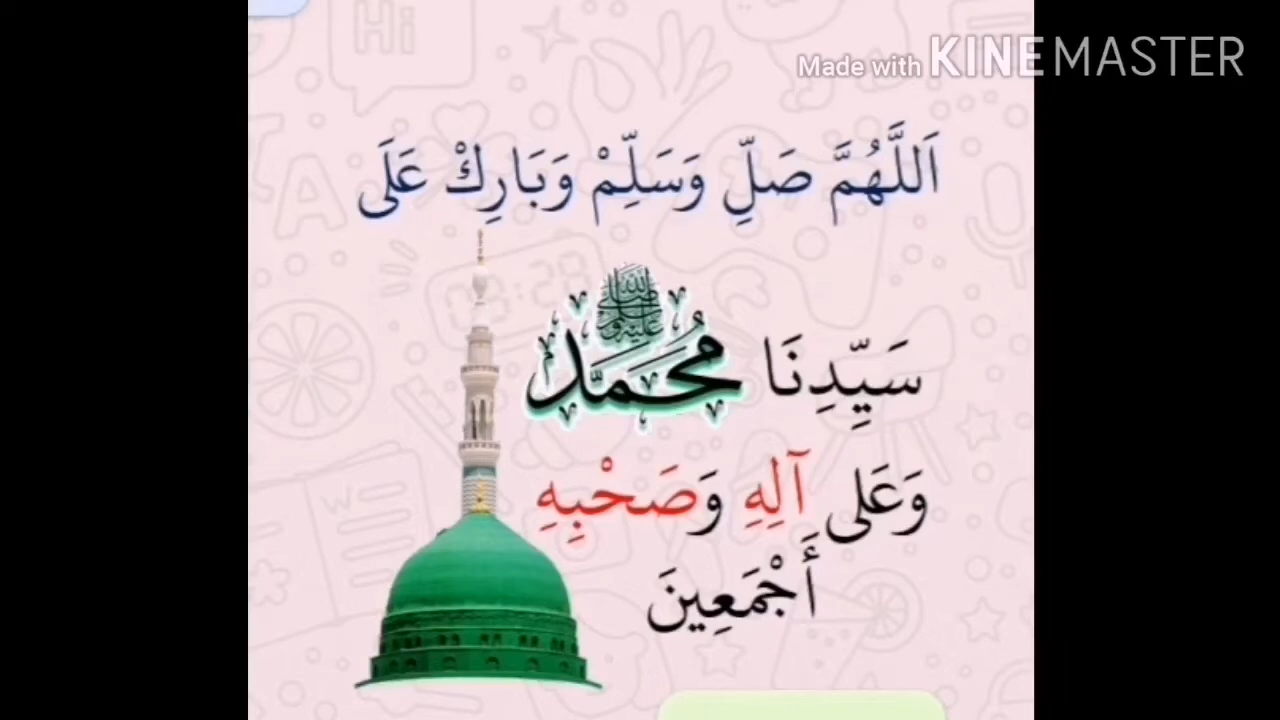 Made with KINEMASTER
اَللَّهُمَّ صَلِّ وَسَلِّمْ وَبَارِكْ عَلَى
سَيِّدِنَا مُحَمَّد صلى الله عليه وسلم
وَعَلى آلِهِ وَصَحْبِهِ
أَجْمَعِينَ